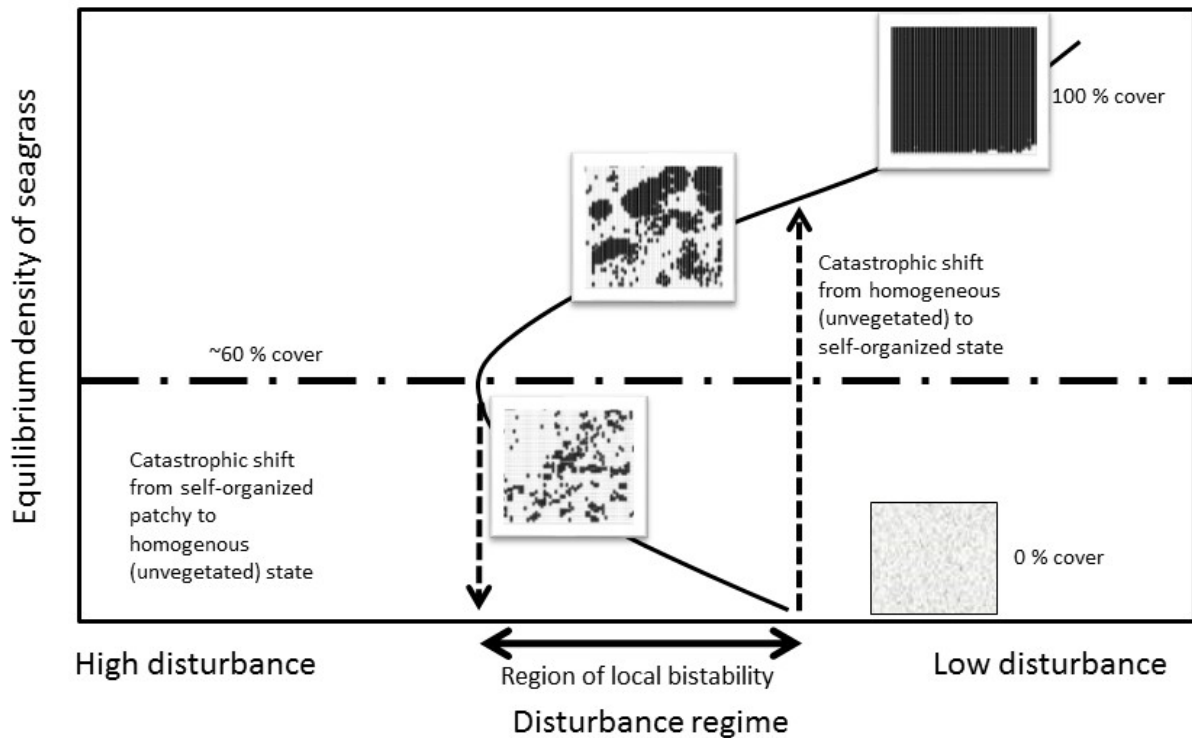 Equilibrium density of seagrass
100 % cover
Catastrophic shift
from homogeneous
(unvegetated) to
self-organized state
~60 % cover
Catastrophic shift
from self-organized
patchy to
homogenous
(unvegetated) state
0 % cover
High disturbance
Region of local bistability
Low disturbance
Disturbance regime